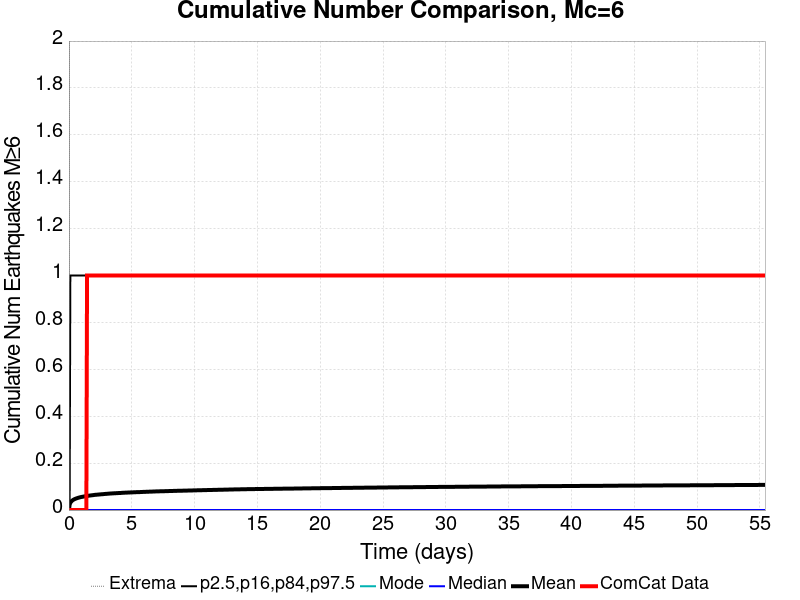 Cumulative Number Comparison, Mc=6
Cumulative Num Earthquakes M≥6
2
1.8
1.6
1.4
1.2
1
0.8
0.6
0.4
0.2
0
0 5 10 15 20 25 30 35 40 45 50 55
Time (days)
Extrema p2.5,p16,p84,p97.5 Mode Median Mean ComCat Data